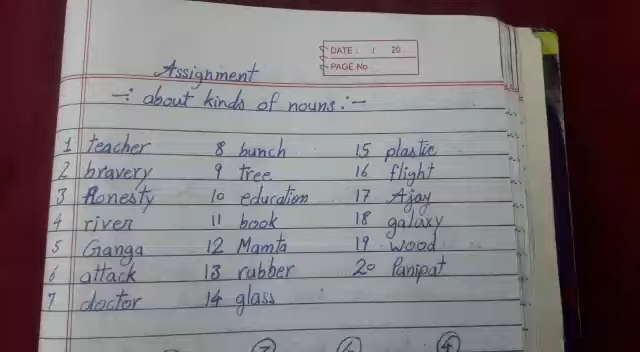 DATE: / 20
PAGE No
Assignment
-: about kinds of nouns:-
1 teacher 8 bunch 15 plastic
2 bravery 9 tree 16 flight
3 Honesty 10 education 17 Ajay
4 river 11 book 18 galaxy
5 Ganga 12 Mamta 19 wood
6 attack 13 rubber 20 Panipat
7 doctor 14 glass